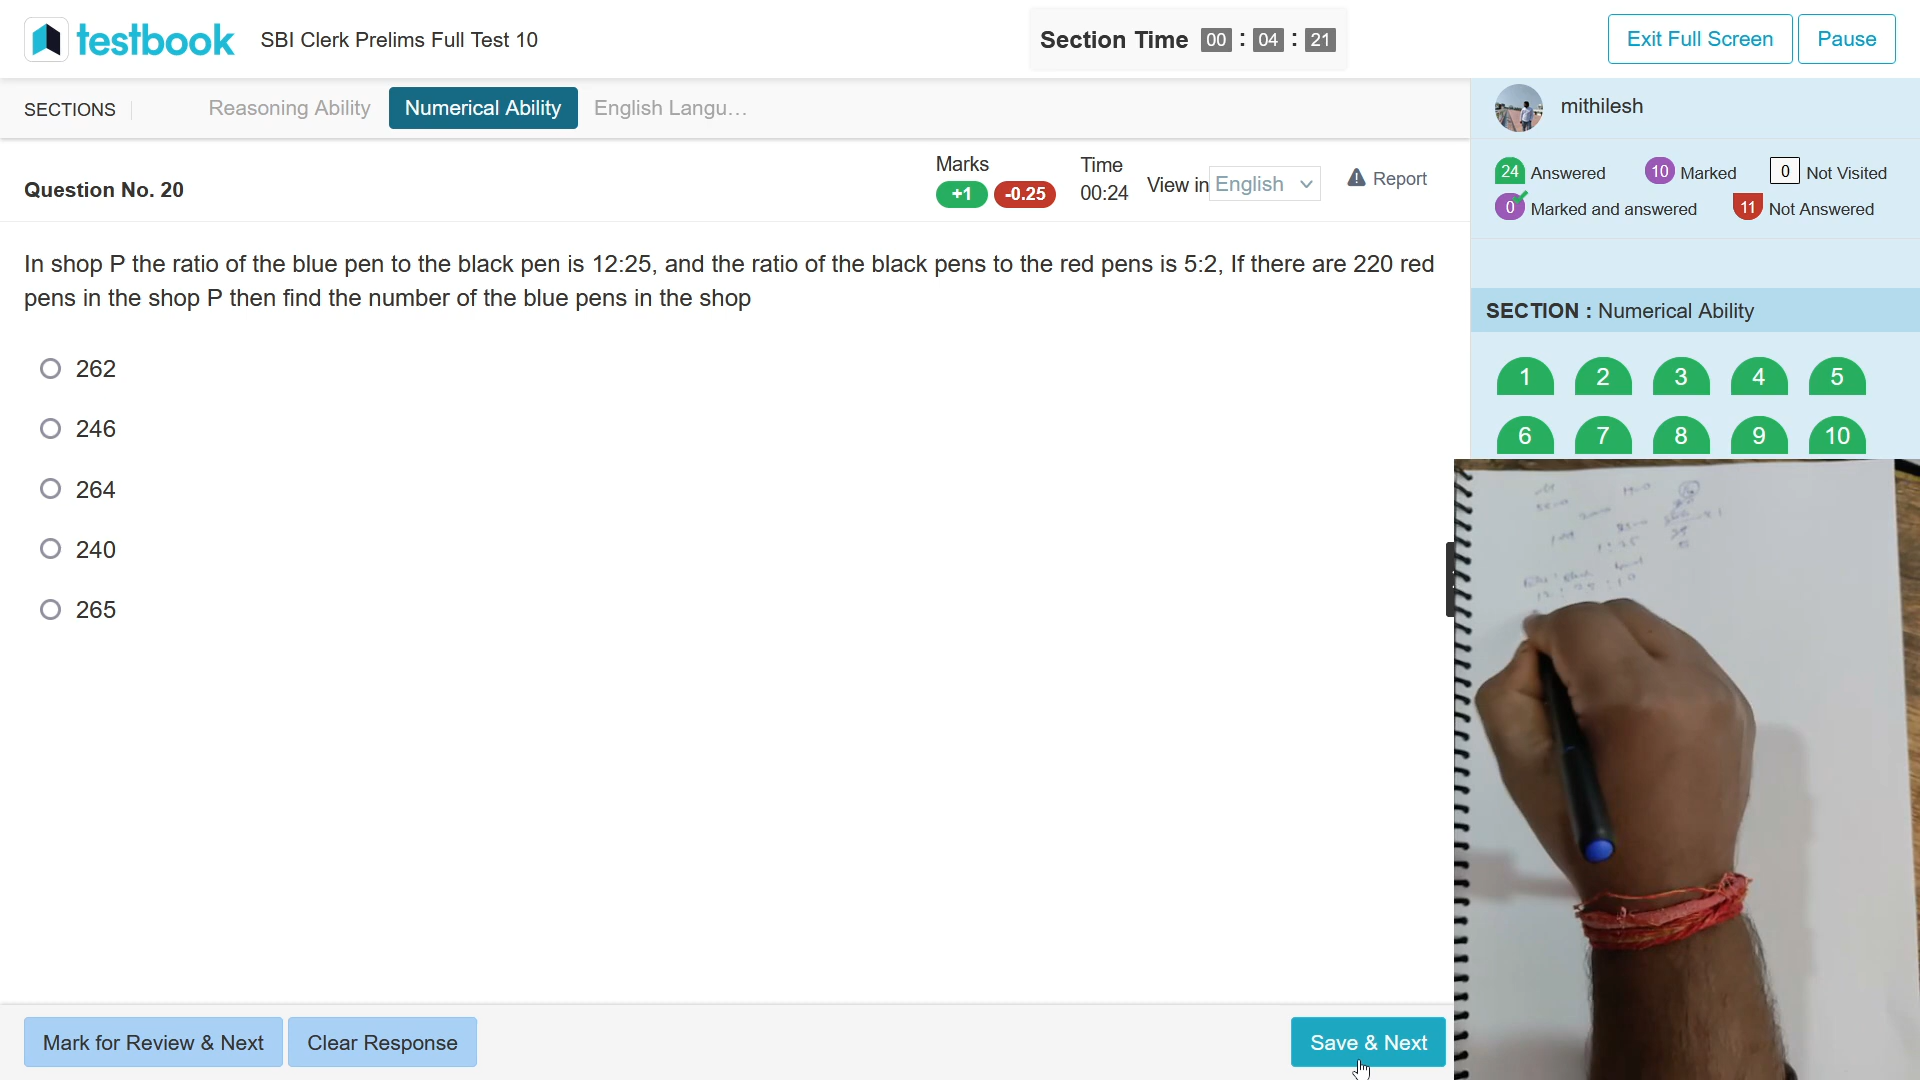 testbook SBI Clerk Prelims Full Test 10 Section Time 00 : 04 : 21 Exit Full Screen Pause
SECTIONS Reasoning Ability Numerical Ability English Langu...
mithilesh
Question No. 20
Marks
+1 -0.25
Time
00:24
View in English
Report
24 Answered 10 Marked 0 Not Visited
0 Marked and answered 11 Not Answered
In shop P the ratio of the blue pen to the black pen is 12:25, and the ratio of the black pens to the red pens is 5:2, If there are 220 red
pens in the shop P then find the number of the blue pens in the shop
262
246
264
240
265
SECTION : Numerical Ability
1 2 3 4 5
6 7 8 9 10
Mark for Review & Next Clear Response Save & Next